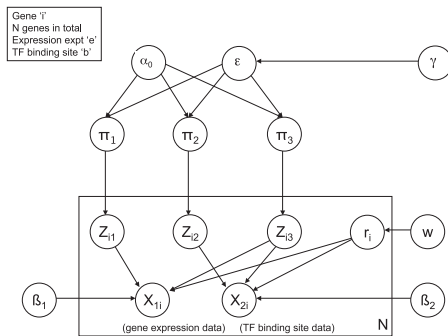 Gene 'i'
N genes in total
Expression expt 'e'
TF binding site 'b'
α0 ε γ
π1 π2 π3
Zi1 Zi2 Zi3 ri w
ß1 X1i X2i ß2
(gene expression data) (TF binding site data) N